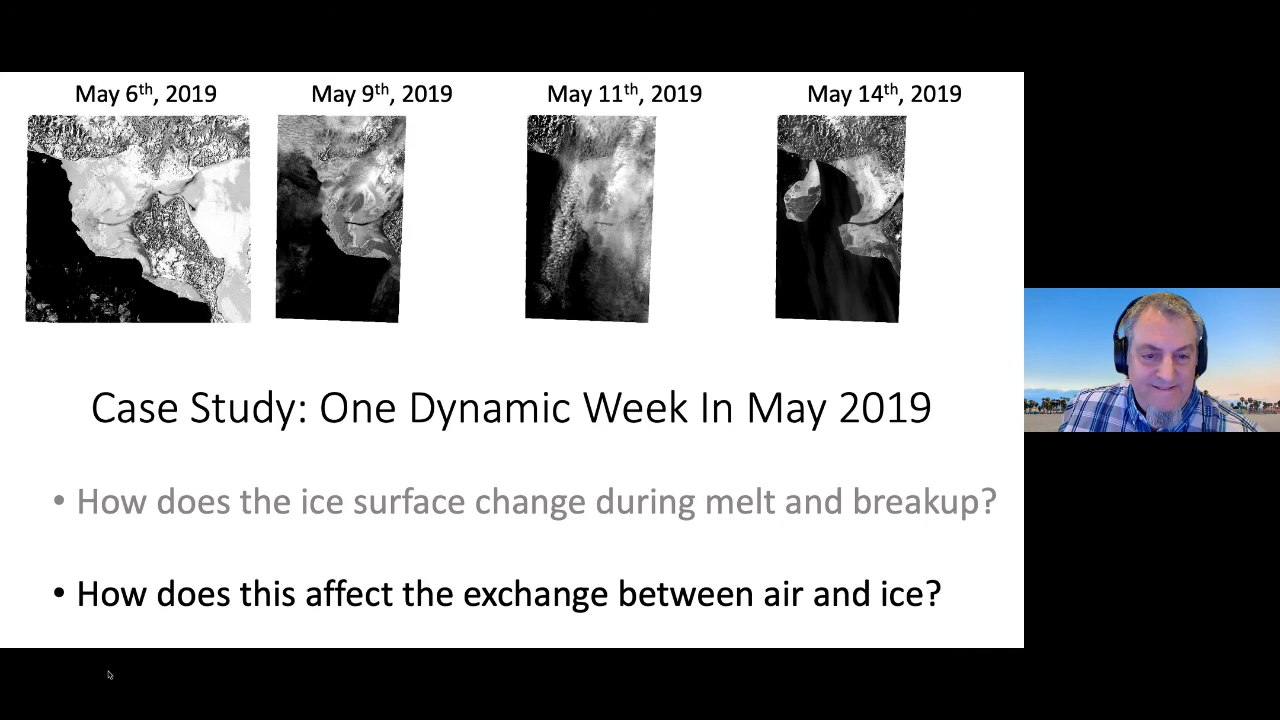 May 6th, 2019
May 9th, 2019
May 11th, 2019
May 14th, 2019
Case Study: One Dynamic Week In May 2019
• How does the ice surface change during melt and breakup?
• How does this affect the exchange between air and ice?